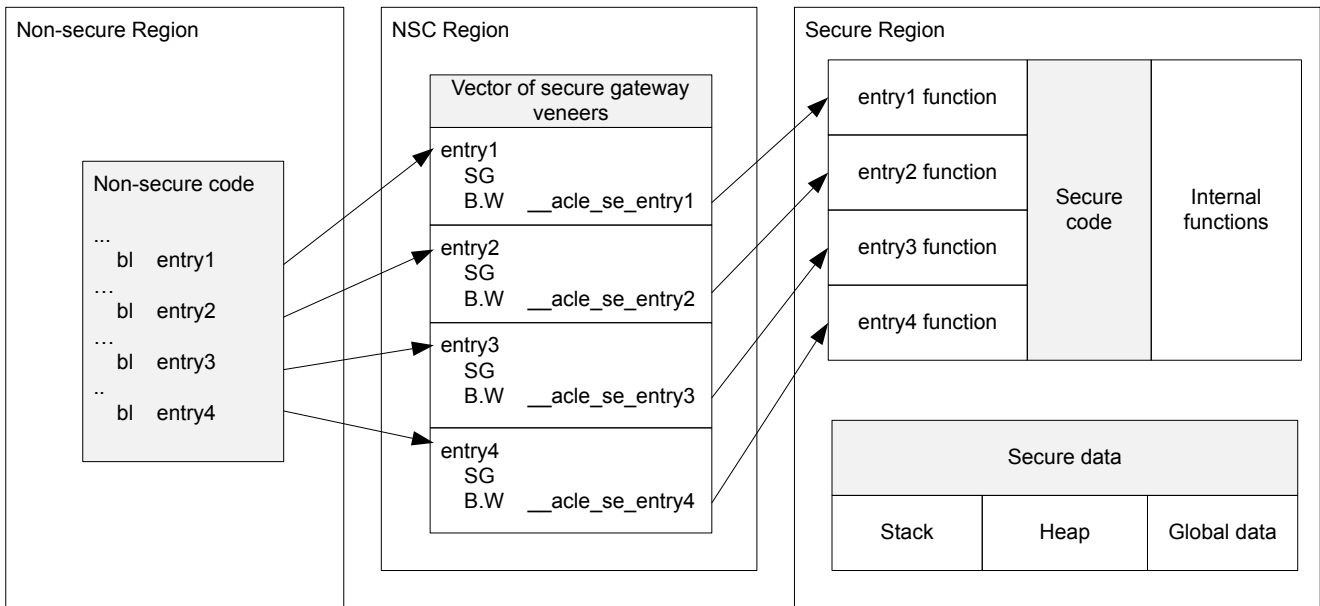 Non-secure Region
Non-secure code
...
bl entry1
...
bl entry2
...
bl entry3
..
bl entry4
NSC Region
Vector of secure gateway
veneers
entry1
SG
B.W __acle_se_entry1
entry2
SG
B.W __acle_se_entry2
entry3
SG
B.W __acle_se_entry3
entry4
SG
B.W __acle_se_entry4
Secure Region
entry1 function
entry2 function
entry3 function
entry4 function
Secure
code
Internal
functions
Secure data
Stack
Heap
Global data